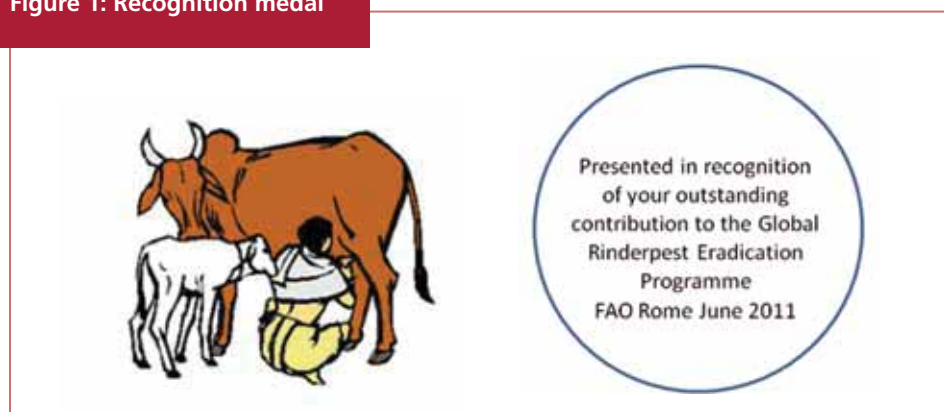 Figure 1: Recognition medal
Presented in recognition
of your outstanding
contribution to the Global
Rinderpest Eradication
Programme
FAO Rome June 2011